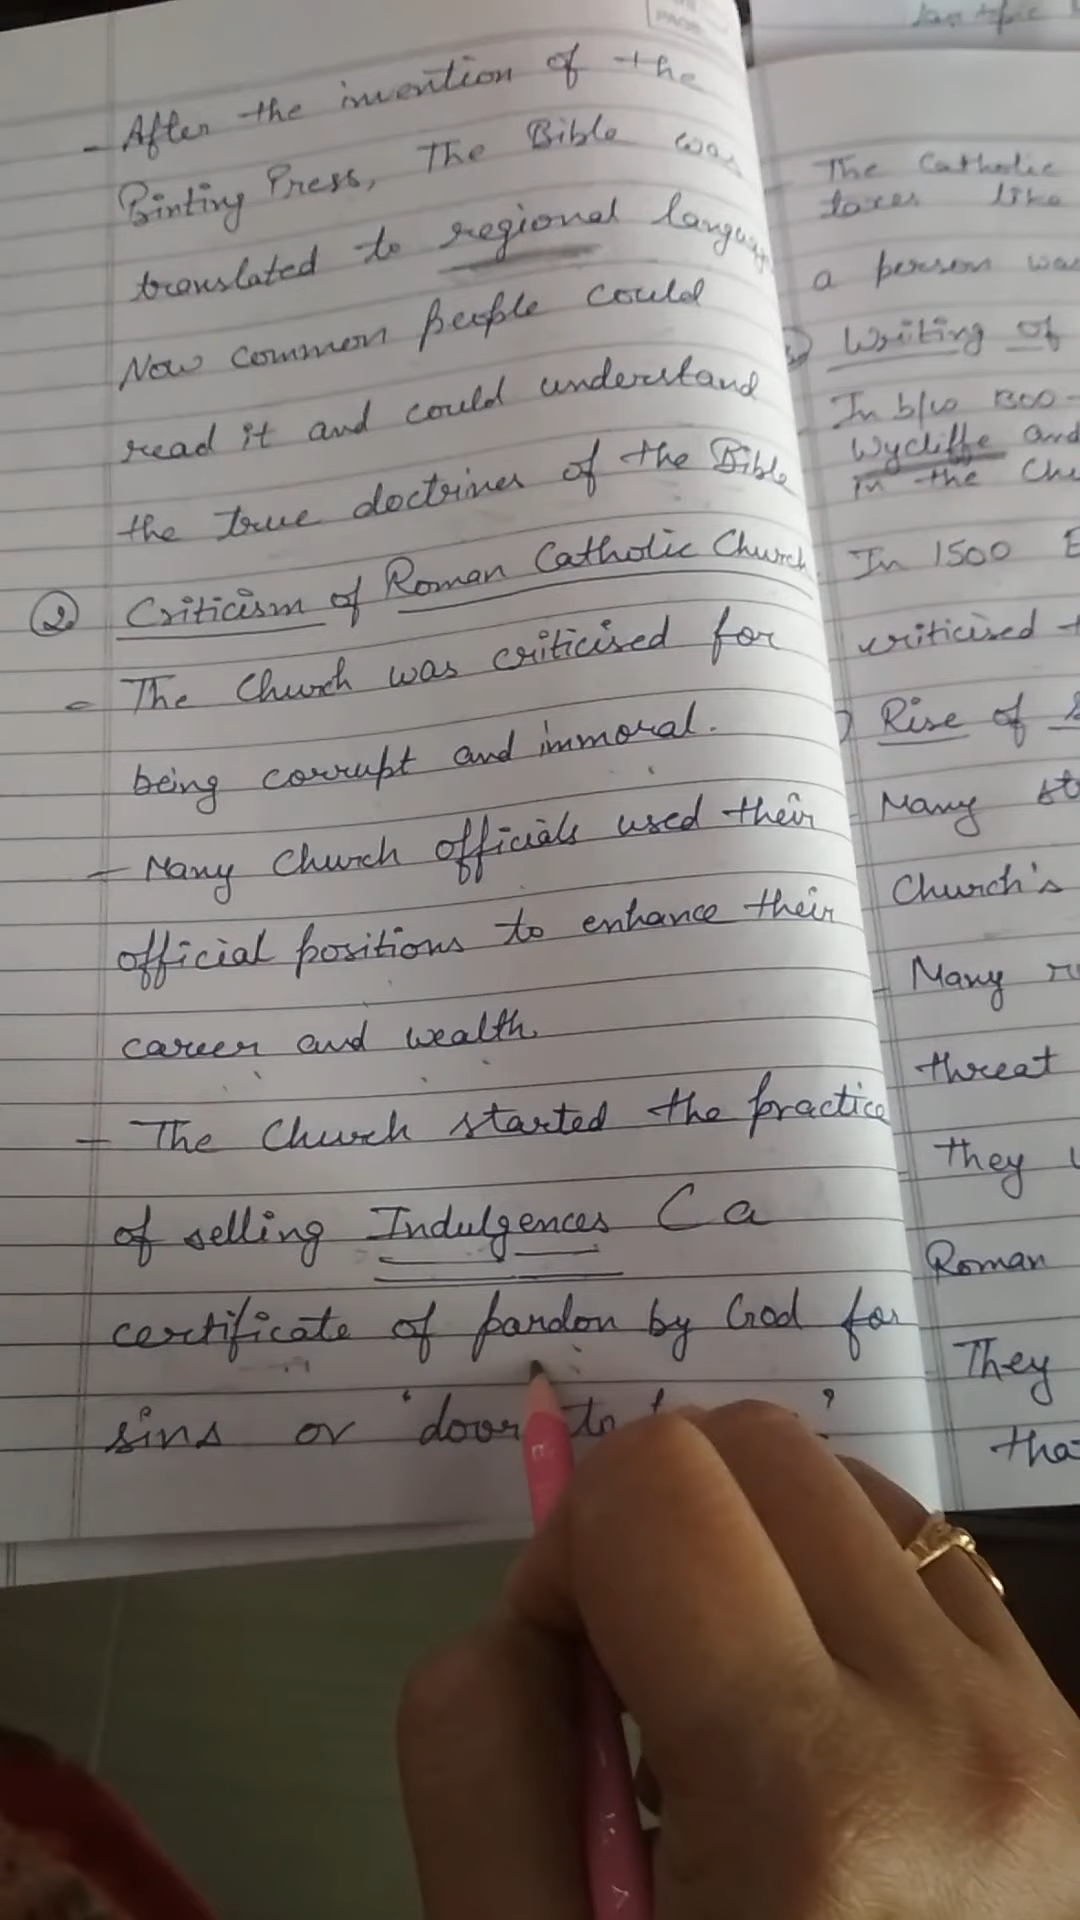 PAGE
- After the invention of the
Printing Press, The Bible was
translated to regional
Now common people could
read it and could understand
the true doctrines of the Bible
② Criticism of Roman Catholic Church
- The Church was criticised for
being corrupt and immoral.
- Many Church officials used their
official positions to enhance their
career and wealth.
- The Church started the practice
of selling Indulgences ( a
certificate of pardon by God for
sins or 'door to
The Catholic
taxes like
a person was
Writing of
In b/w 1300-
Wycliffe and
in the
In 1500
criticised
Rise of
Many
Church's
Many
threat
they
Roman
They